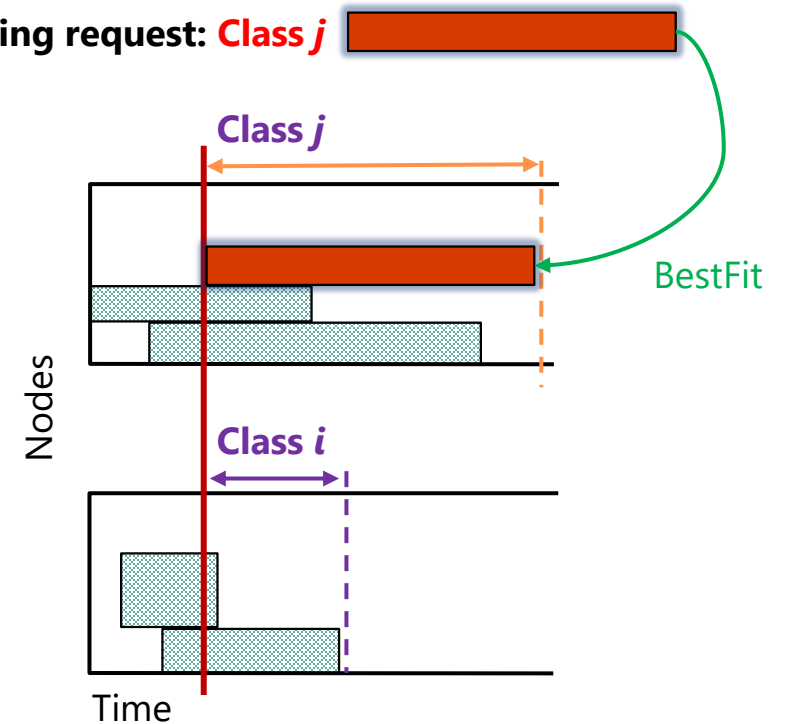 ing request: Class j
Class j
BestFit
Nodes
Class i
Time